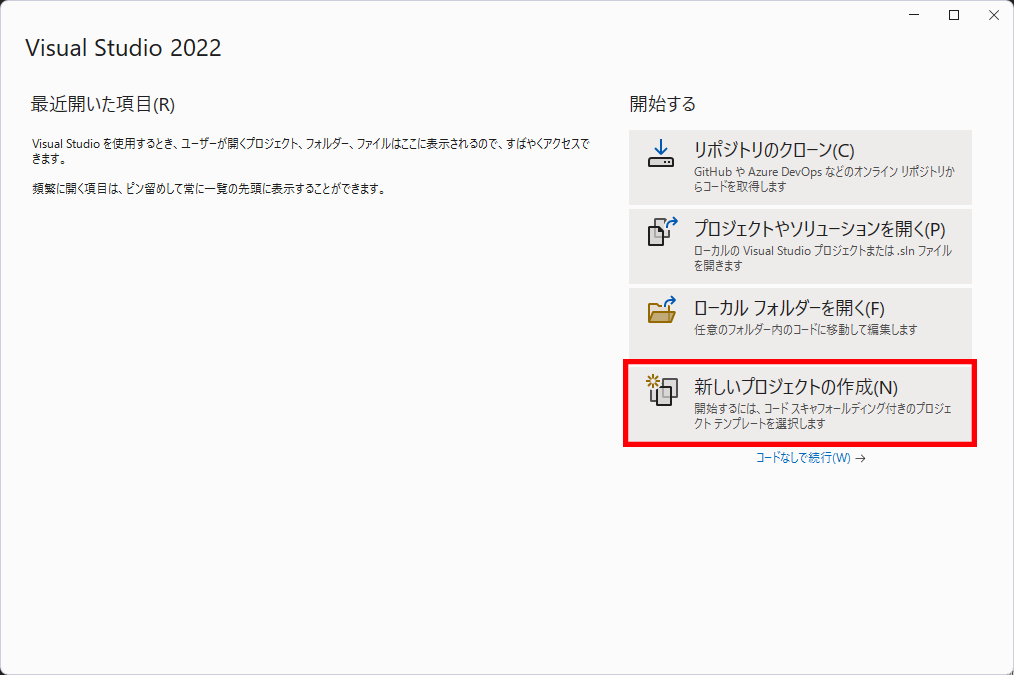 Visual Studio 2022
最近開いた項目(R)
Visual Studio を使用するとき、ユーザーが開くプロジェクト、フォルダー、ファイルはここに表示されるので、すばやくアクセスで
きます。
頻繁に開く項目は、ピン留めして常に一覧の先頭に表示することができます。
開始する
リポジトリのクローン(C)
GitHub や Azure DevOps などのオンライン リポジトリか
らコードを取得します
プロジェクトやソリューションを開く(P)
ローカルの Visual Studio プロジェクトまたは .sln ファイル
を開きます
ローカル フォルダーを開く(F)
任意のフォルダー内のコードに移動して編集します
新しいプロジェクトの作成(N)
開始するには、コード スキャフォールディング付きのプロジェ
クト テンプレートを選択します
コードなしで続行(W) →